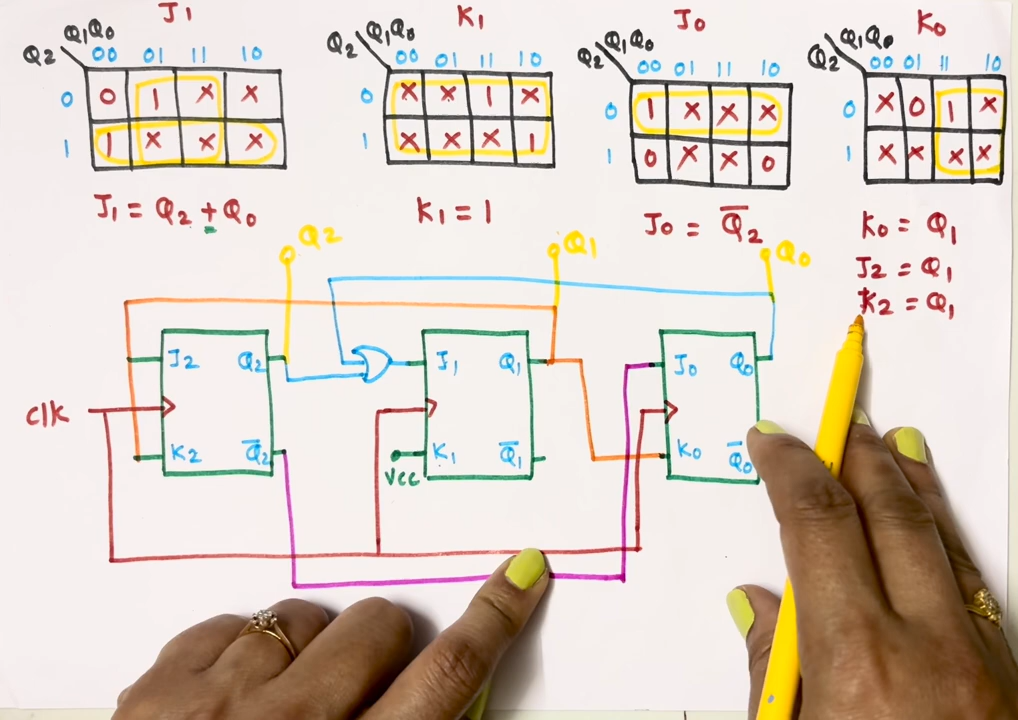 J1
Q2 Q1Q0
00 01 11 10
0 0 1 X X
1 1 X X X
J1 = Q2 + Q0
K1
Q2 Q1Q0
00 01 11 10
0 X X 1 X
1 X X X 1
K1 = 1
J0
Q2 Q1Q0
00 01 11 10
0 1 X X X
1 0 X X 0
J0 = Q̅2
K0
Q2 Q1Q0
00 01 11 10
0 X 0 1 X
1 X X X X
K0 = Q1
J2 = Q1
K2 = Q1
Q2 Q1 Q0
J2 Q2 J1 Q1 J0 Q0
clk
K2 Q̅2 K1 Q̅1 K0 Q̅0
Vcc